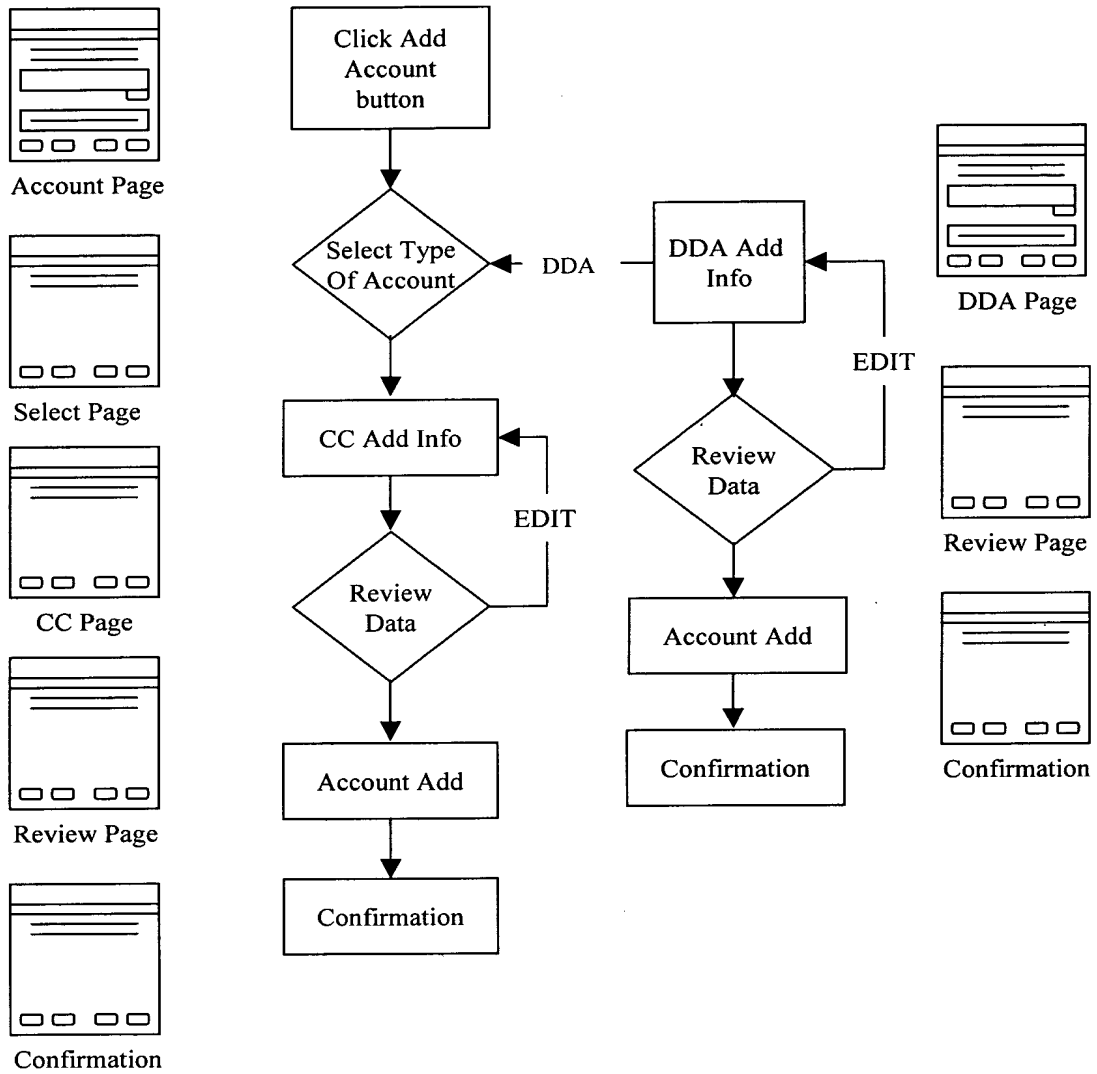 Account Page
Select Page
CC Page
Review Page
Confirmation
Click Add
Account
button
Select Type
Of Account
CC Add Info
EDIT
Review
Data
Account Add
Confirmation
DDA
DDA Add
Info
EDIT
Review
Data
Account Add
Confirmation
DDA Page
Review Page
Confirmation